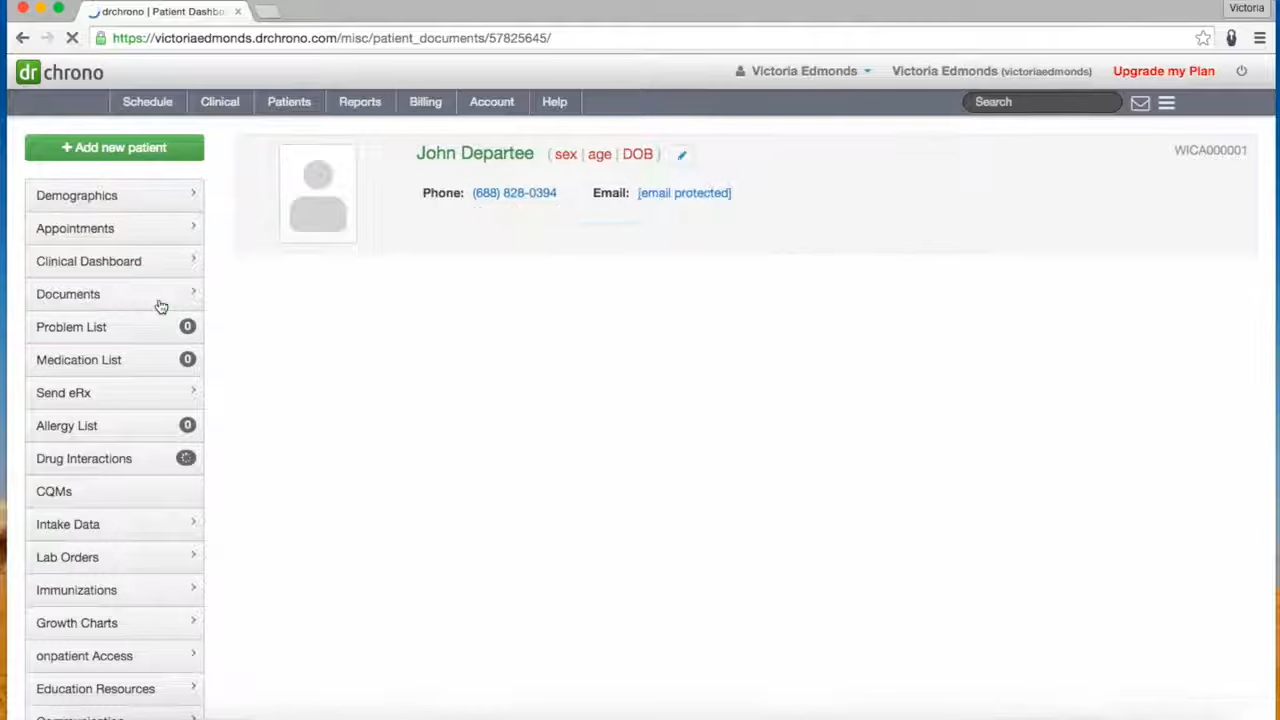 drchrono | Patient Dashbo
Victoria
https://victoriaedmonds.drchrono.com/misc/patient_documents/57825645/
dr chrono
Victoria Edmonds
Victoria Edmonds (victoriaedmonds)
Upgrade my Plan
Schedule Clinical Patients Reports Billing Account Help
Search
+ Add new patient
John Departee ( sex | age | DOB )
WICA000001
Phone: (688) 828-0394 Email: [email protected]
Demographics
Appointments
Clinical Dashboard
Documents
Problem List 0
Medication List 0
Send eRx
Allergy List 0
Drug Interactions
CQMs
Intake Data
Lab Orders
Immunizations
Growth Charts
onpatient Access
Education Resources